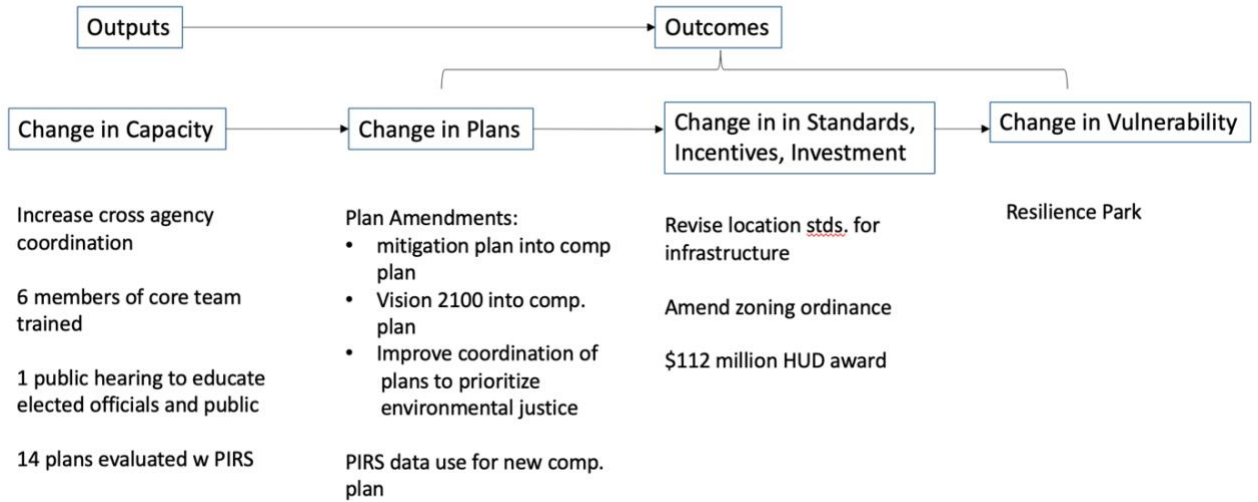 Outputs
Outcomes
Change in Capacity
Change in Plans
Change in in Standards,
Incentives, Investment
Change in Vulnerability
Increase cross agency
coordination
6 members of core team
trained
1 public hearing to educate
elected officials and public
14 plans evaluated w PIRS
Plan Amendments:
• mitigation plan into comp
plan
• Vision 2100 into comp.
plan
• Improve coordination of
plans to prioritize
environmental justice
PIRS data use for new comp.
plan
Revise location stds. for
infrastructure
Amend zoning ordinance
$112 million HUD award
Resilience Park